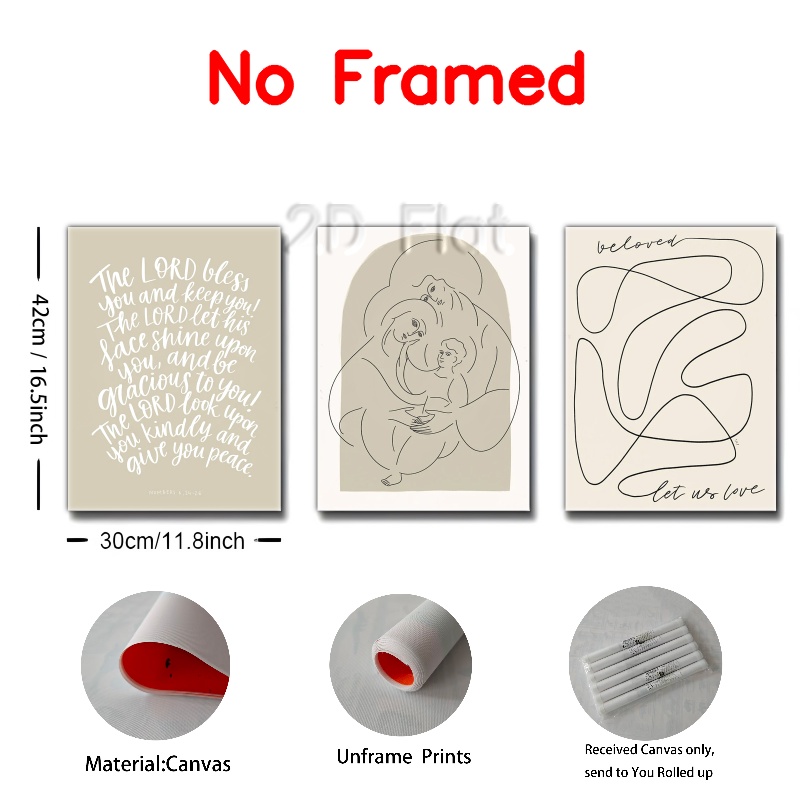 No Framed
2D Flat
The LORD bless
you and keep you!
The LORD let his
face shine upon
you, and be
gracious to you!
The LORD look upon
you kindly and
give you peace.
beloved
let us love
42cm / 16.5inch
30cm/11.8inch
Material:Canvas
Unframe Prints
Received Canvas only,
send to You Rolled up